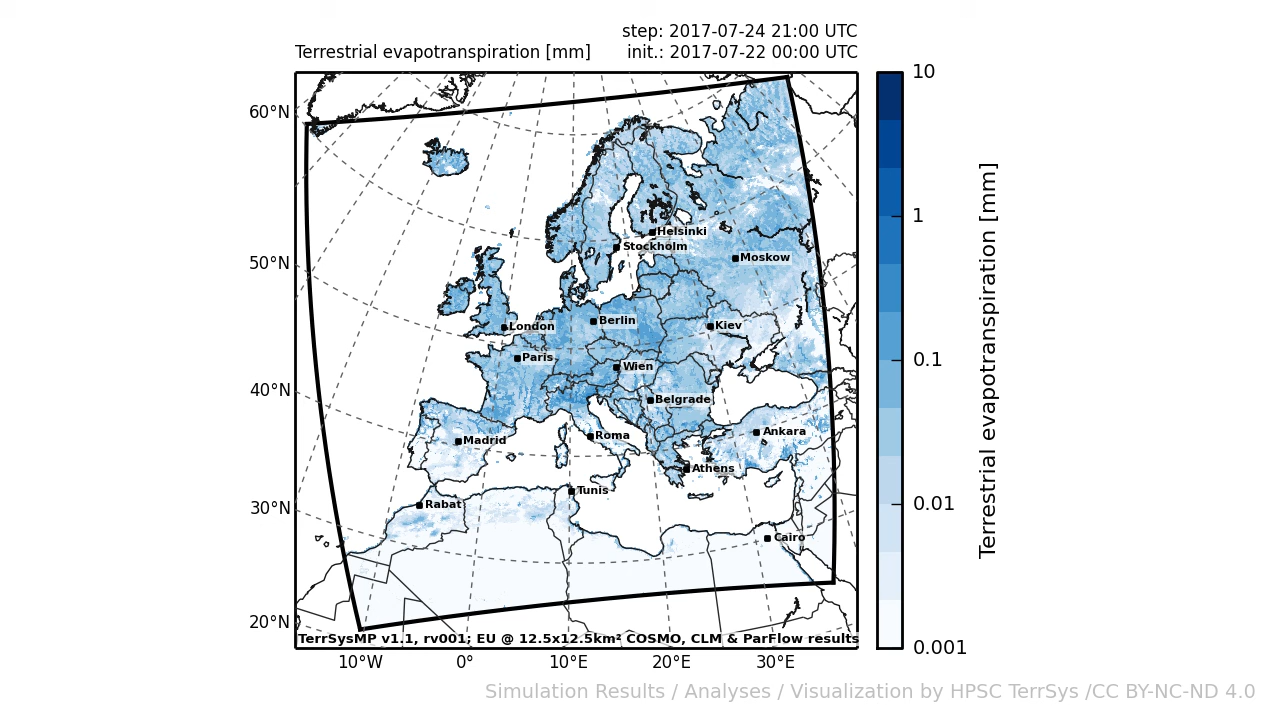 step: 2017-07-24 21:00 UTC
Terrestrial evapotranspiration [mm] init.: 2017-07-22 00:00 UTC
10
60°N
1
Helsinki
Stockholm
Moskow
50°N
London
Berlin
Kiev
Paris
0.1
Wien
40°N
Belgrade
Madrid
Roma
Ankara
Athens
Tunis
Rabat
0.01
30°N
Cairo
20°N
TerrSysMP v1.1, rv001; EU @ 12.5x12.5km² COSMO, CLM & ParFlow results
0.001
10°W 0° 10°E 20°E 30°E
Terrestrial evapotranspiration [mm]
Simulation Results / Analyses / Visualization by HPSC TerrSys /CC BY-NC-ND 4.0